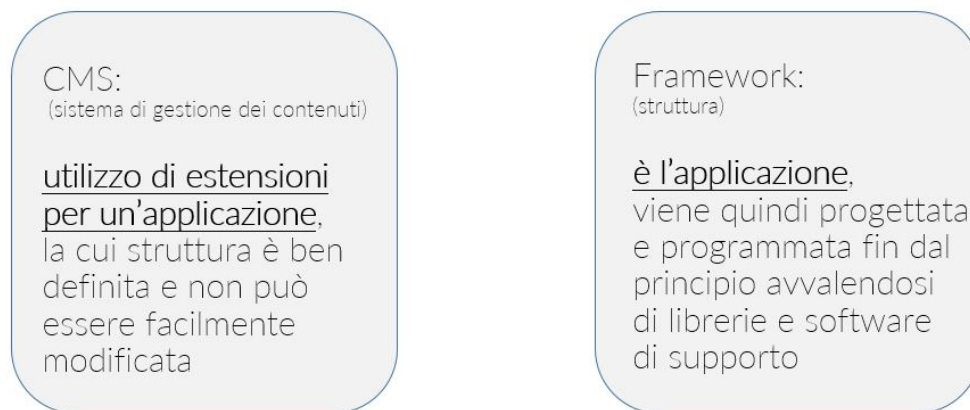 CMS:
(sistema di gestione dei contenuti)
utilizzo di estensioni
per un'applicazione,
la cui struttura è ben
definita e non può
essere facilmente
modificata
Framework:
(struttura)
è l'applicazione,
viene quindi progettata
e programmata fin dal
principio avvalendosi
di librerie e software
di supporto